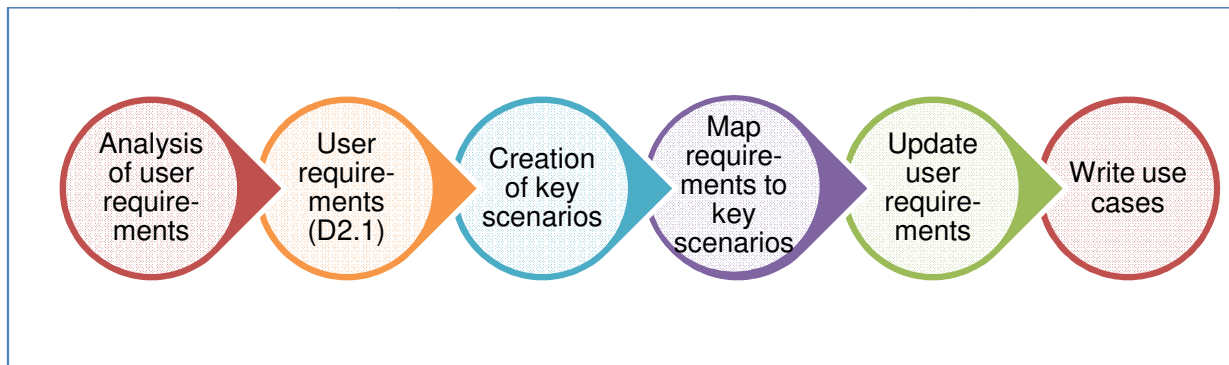 Analysis
of user
require-
ments
User
require-
ments
(D2.1)
Creation
of key
scenarios
Map
require-
ments to
key
scenarios
Update
user
require-
ments
Write use
cases